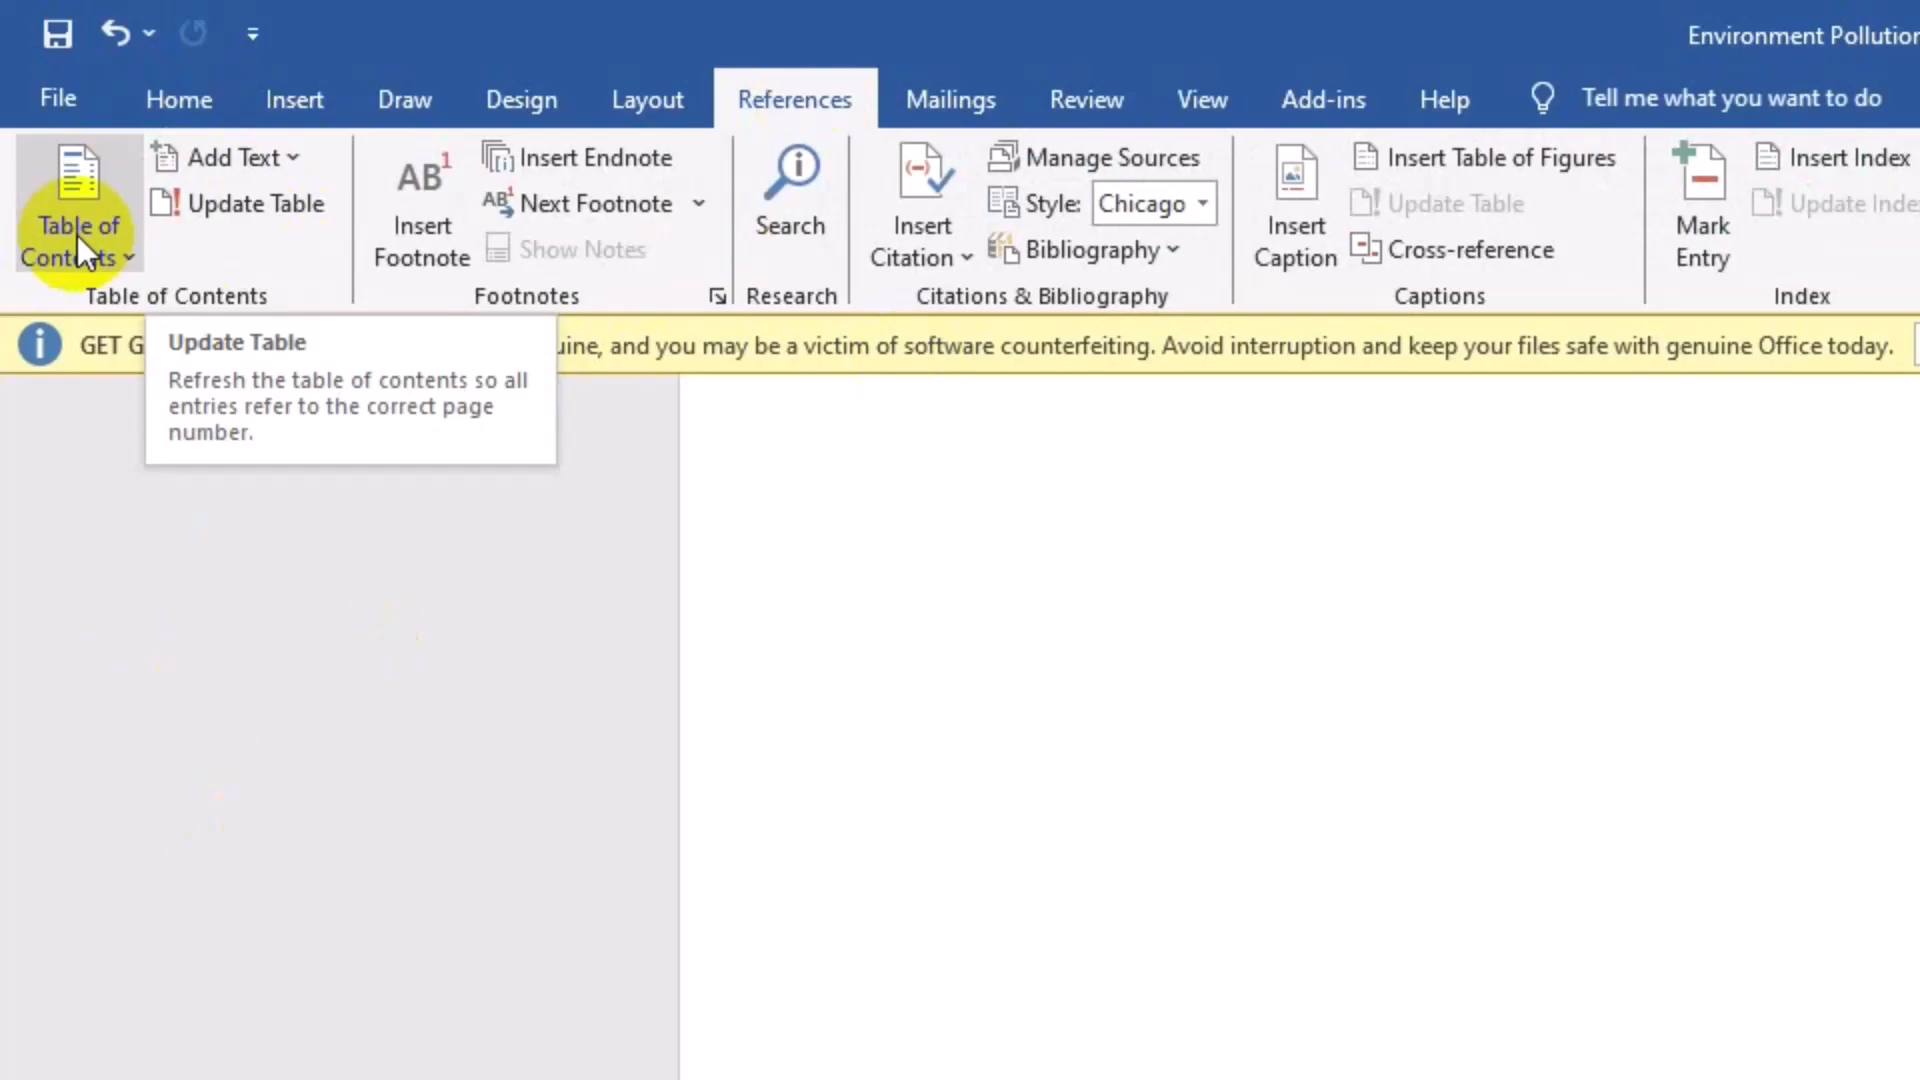 Environment Pollution
File Home Insert Draw Design Layout References Mailings Review View Add-ins Help Tell me what you want to do
Table of
Contents
Add Text
Update Table
Table of Contents
AB1
Insert
Footnote
Insert Endnote
Next Footnote
Show Notes
Footnotes
Search
Research
Insert
Citation
Manage Sources
Style: Chicago
Bibliography
Citations & Bibliography
Insert
Caption
Insert Table of Figures
Update Table
Cross-reference
Captions
Mark
Entry
Insert Index
Update Inde
Index
GET G
uine, and you may be a victim of software counterfeiting. Avoid interruption and keep your files safe with genuine Office today.
Update Table
Refresh the table of contents so all
entries refer to the correct page
number.